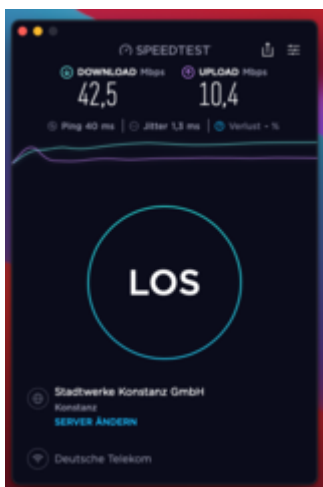 SPEEDTEST
DOWNLOAD Mbps UPLOAD Mbps
42,5 10,4
Ping 40 ms Jitter 1,3 ms Verlust - %
LOS
Stadtwerke Konstanz GmbH
Konstanz
SERVER ÄNDERN
Deutsche Telekom